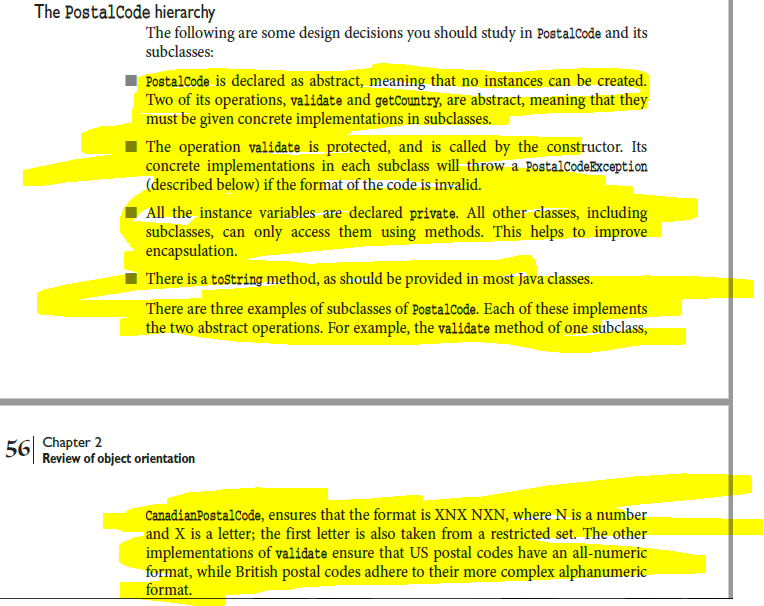 The PostalCode hierarchy
The following are some design decisions you should study in PostalCode and its
subclasses:
■ PostalCode is declared as abstract, meaning that no instances can be created.
Two of its operations, validate and getCountry, are abstract, meaning that they
must be given concrete implementations in subclasses.
■ The operation validate is protected, and is called by the constructor. Its
concrete implementations in each subclass will throw a PostalCodeException
(described below) if the format of the code is invalid.
■ All the instance variables are declared private. All other classes, including
subclasses, can only access them using methods. This helps to improve
encapsulation.
■ There is a toString method, as should be provided in most Java classes.
There are three examples of subclasses of PostalCode. Each of these implements
the two abstract operations. For example, the validate method of one subclass,
56 Chapter 2
Review of object orientation
CanadianPostalCode, ensures that the format is XNX NXN, where N is a number
and X is a letter; the first letter is also taken from a restricted set. The other
implementations of validate ensure that US postal codes have an all-numeric
format, while British postal codes adhere to their more complex alphanumeric
format.